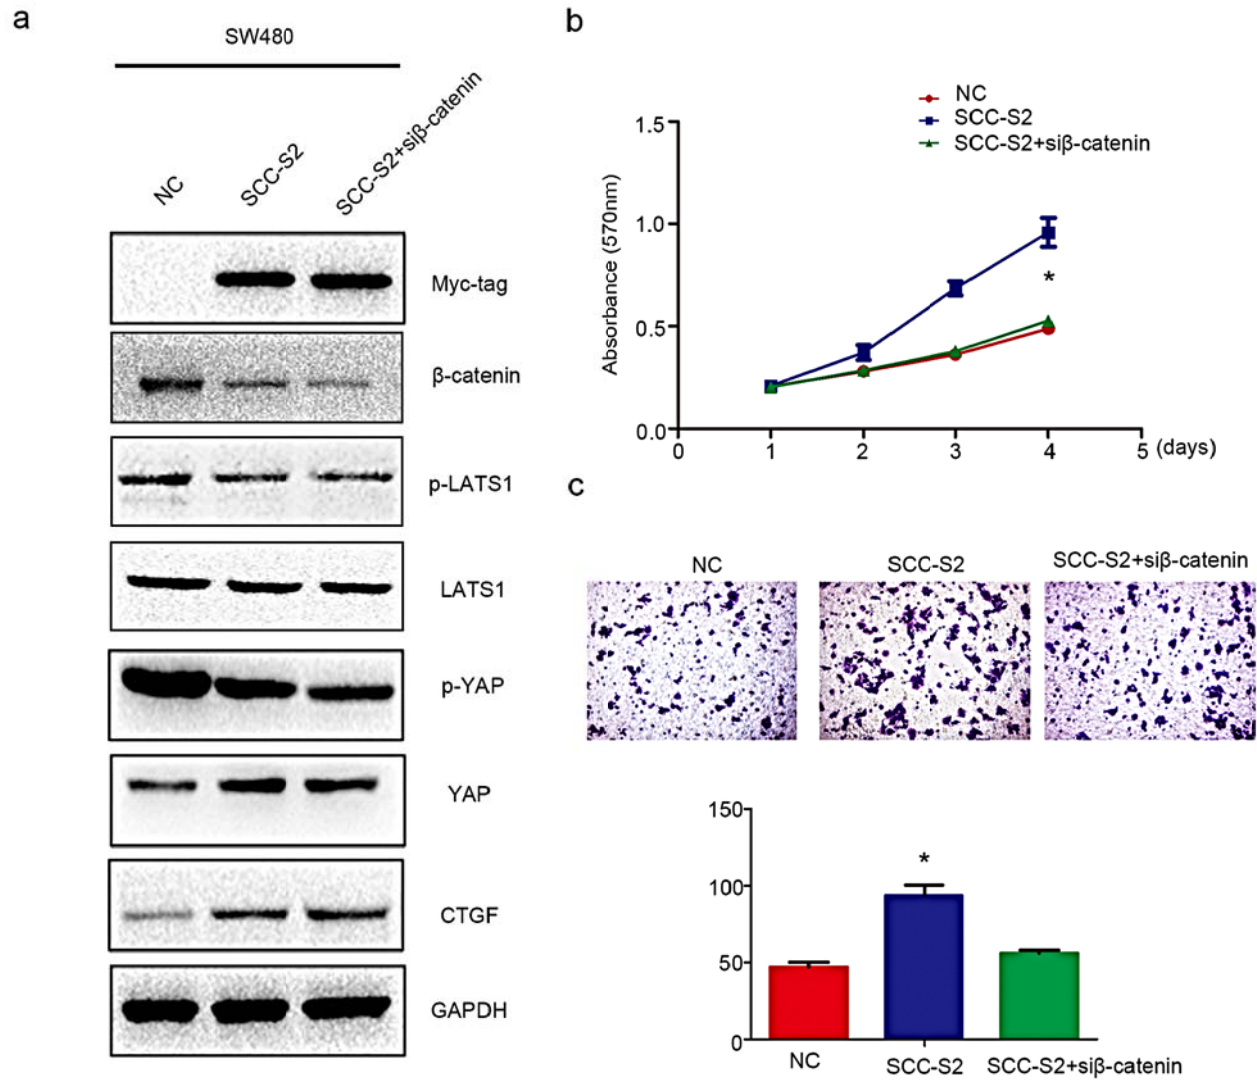 a
SW480
NC
SCC-S2
SCC-S2+siβ-catenin
Myc-tag
β-catenin
p-LATS1
LATS1
p-YAP
YAP
CTGF
GAPDH
b
NC
SCC-S2
SCC-S2+siβ-catenin
Absorbance (570nm)
1.5
1.0
0.5
0.0
0 1 2 3 4 5 (days)
*
c
NC SCC-S2 SCC-S2+siβ-catenin
150
100
50
0
*
NC SCC-S2 SCC-S2+siβ-catenin